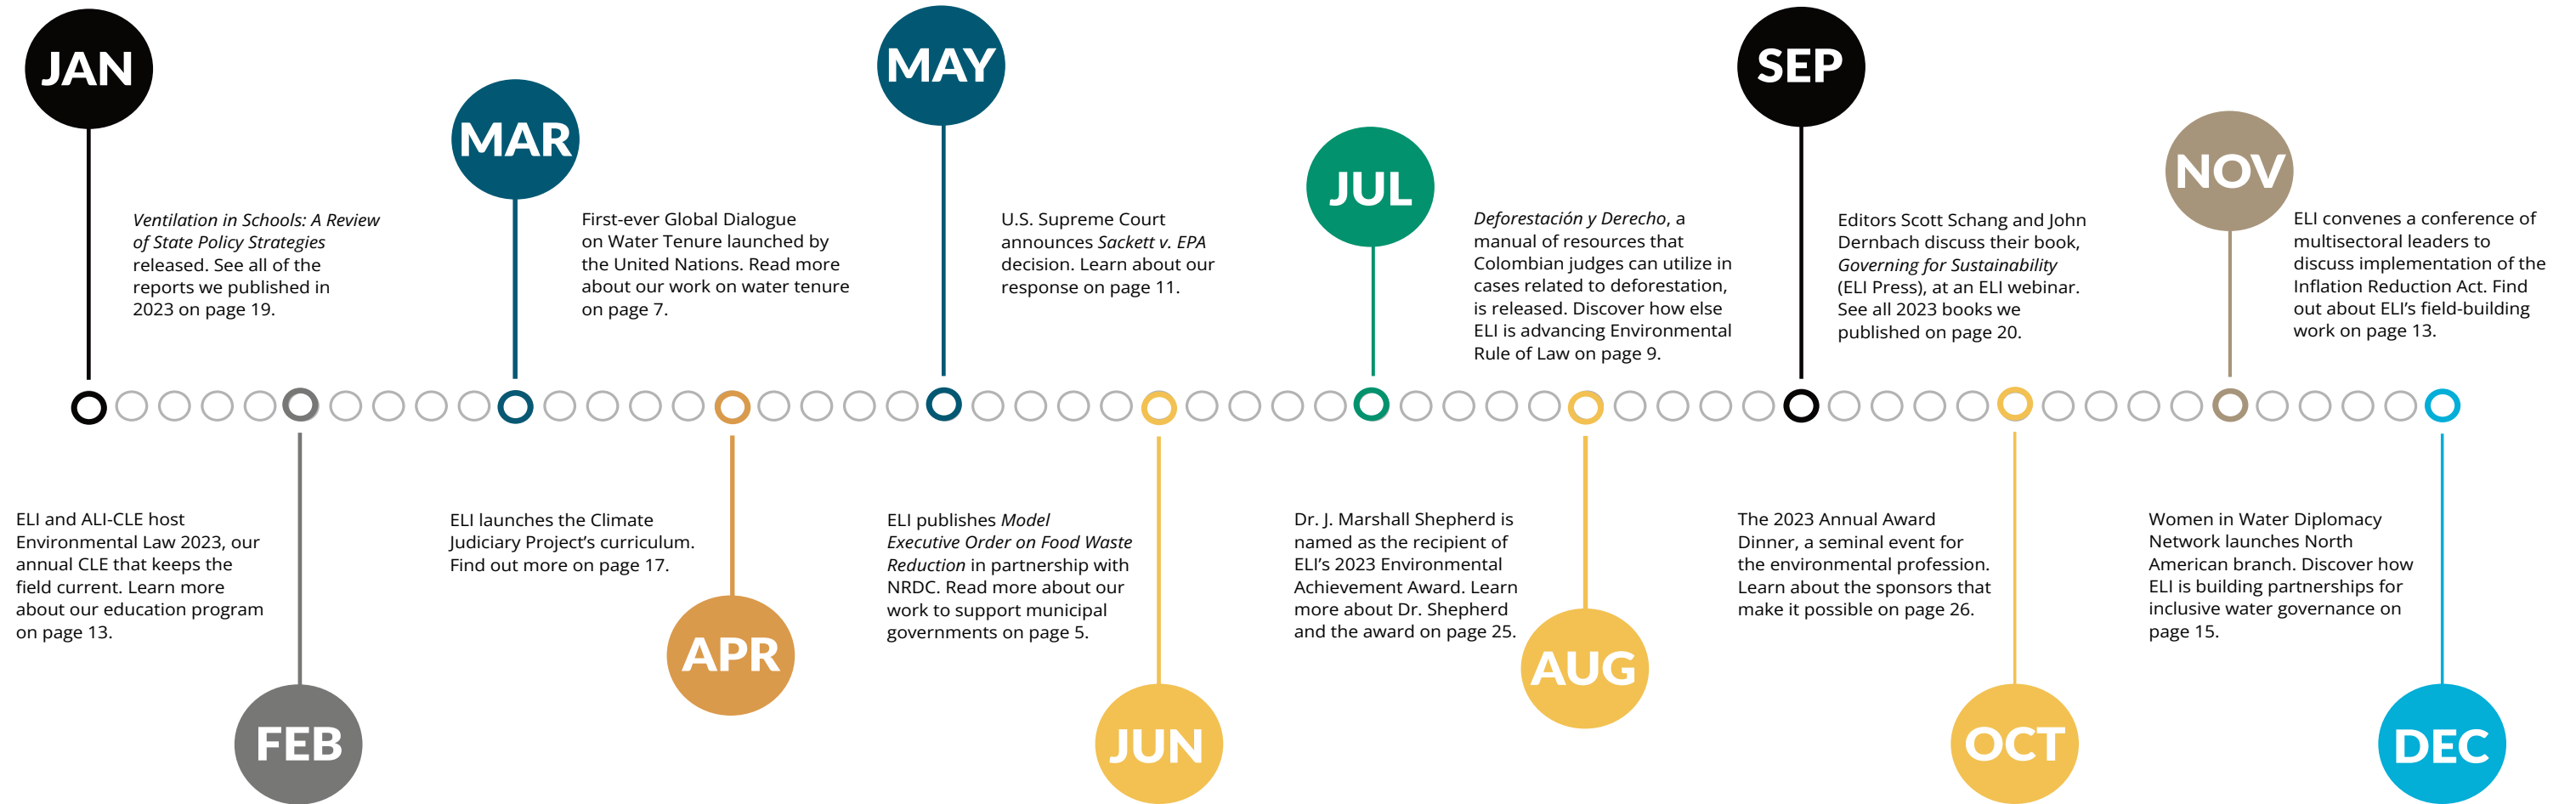 JAN
Ventilation in Schools: A Review
of State Policy Strategies
released. See all of the
reports we published in
2023 on page 19.
ELI and ALI-CLE host
Environmental Law 2023, our
annual CLE that keeps the
field current. Learn more
about our education program
on page 13.
FEB
MAR
First-ever Global Dialogue
on Water Tenure launched by
the United Nations. Read more
about our work on water tenure
on page 7.
ELI launches the Climate
Judiciary Project’s curriculum.
Find out more on page 17.
APR
MAY
U.S. Supreme Court
announces Sackett v. EPA
decision. Learn about our
response on page 11.
ELI publishes Model
Executive Order on Food Waste
Reduction in partnership with
NRDC. Read more about our
work to support municipal
governments on page 5.
JUN
JUL
Deforestación y Derecho, a
manual of resources that
Colombian judges can utilize in
cases related to deforestation,
is released. Discover how else
ELI is advancing Environmental
Rule of Law on page 9.
Dr. J. Marshall Shepherd is
named as the recipient of
ELI’s 2023 Environmental
Achievement Award. Learn
more about Dr. Shepherd
and the award on page 25.
AUG
SEP
Editors Scott Schang and John
Dernbach discuss their book,
Governing for Sustainability
(ELI Press), at an ELI webinar.
See all 2023 books we
published on page 20.
The 2023 Annual Award
Dinner, a seminal event for
the environmental profession.
Learn about the sponsors that
make it possible on page 26.
OCT
NOV
ELI convenes a conference of
multisectoral leaders to
discuss implementation of the
Inflation Reduction Act. Find
out about ELI’s field-building
work on page 13.
Women in Water Diplomacy
Network launches North
American branch. Discover how
ELI is building partnerships for
inclusive water governance on
page 15.
DEC